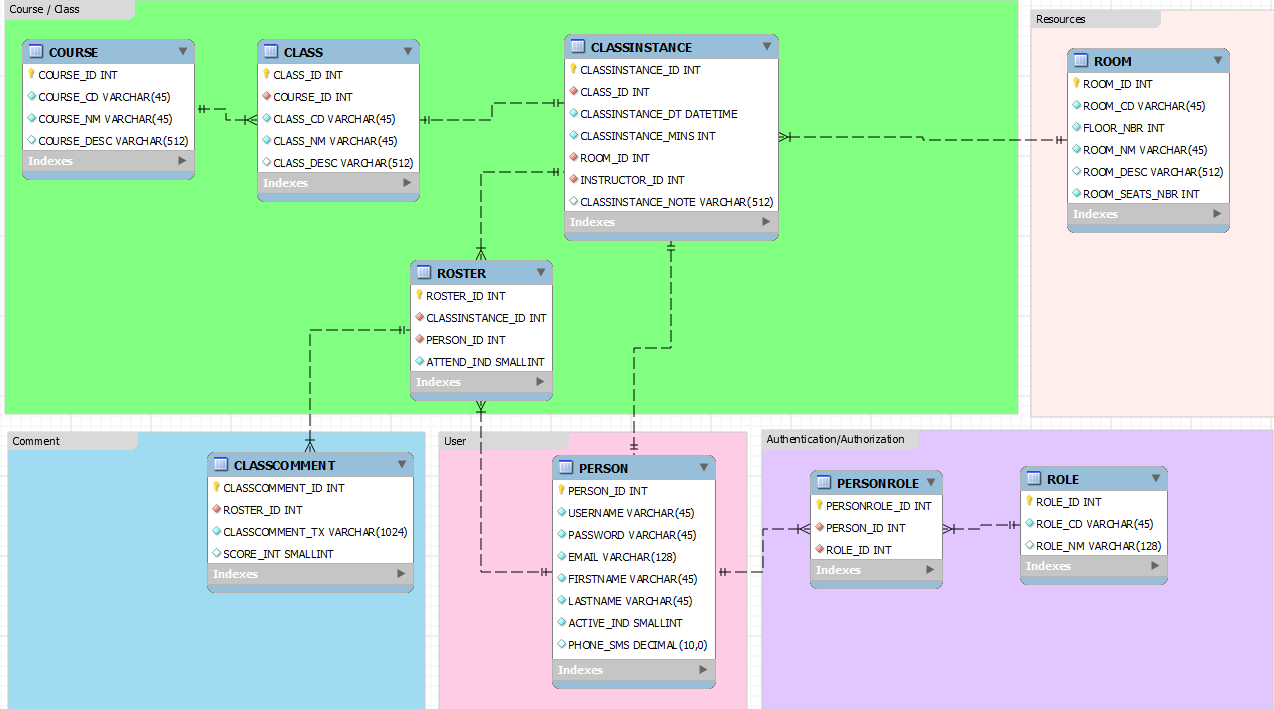 Course / Class
COURSE
COURSE_ID INT
COURSE_CD VARCHAR(45)
COURSE_NM VARCHAR(45)
COURSE_DESC VARCHAR(512)
Indexes
CLASS
CLASS_ID INT
COURSE_ID INT
CLASS_CD VARCHAR(45)
CLASS_NM VARCHAR(45)
CLASS_DESC VARCHAR(512)
Indexes
CLASSINSTANCE
CLASSINSTANCE_ID INT
CLASS_ID INT
CLASSINSTANCE_DT DATETIME
CLASSINSTANCE_MINS INT
ROOM_ID INT
INSTRUCTOR_ID INT
CLASSINSTANCE_NOTE VARCHAR(512)
Indexes
ROSTER
ROSTER_ID INT
CLASSINSTANCE_ID INT
PERSON_ID INT
ATTEND_IND SMALLINT
Indexes
Resources
ROOM
ROOM_ID INT
ROOM_CD VARCHAR(45)
FLOOR_NBR INT
ROOM_NM VARCHAR(45)
ROOM_DESC VARCHAR(512)
ROOM_SEATS_NBR INT
Indexes
Comment
CLASSCOMMENT
CLASSCOMMENT_ID INT
ROSTER_ID INT
CLASSCOMMENT_TX VARCHAR(1024)
SCORE_INT SMALLINT
Indexes
User
PERSON
PERSON_ID INT
USERNAME VARCHAR(45)
PASSWORD VARCHAR(45)
EMAIL VARCHAR(128)
FIRSTNAME VARCHAR(45)
LASTNAME VARCHAR(45)
ACTIVE_IND SMALLINT
PHONE_SMS DECIMAL(10,0)
Indexes
Authentication/Authorization
PERSONROLE
PERSONROLE_ID INT
PERSON_ID INT
ROLE_ID INT
Indexes
ROLE
ROLE_ID INT
ROLE_CD VARCHAR(45)
ROLE_NM VARCHAR(128)
Indexes